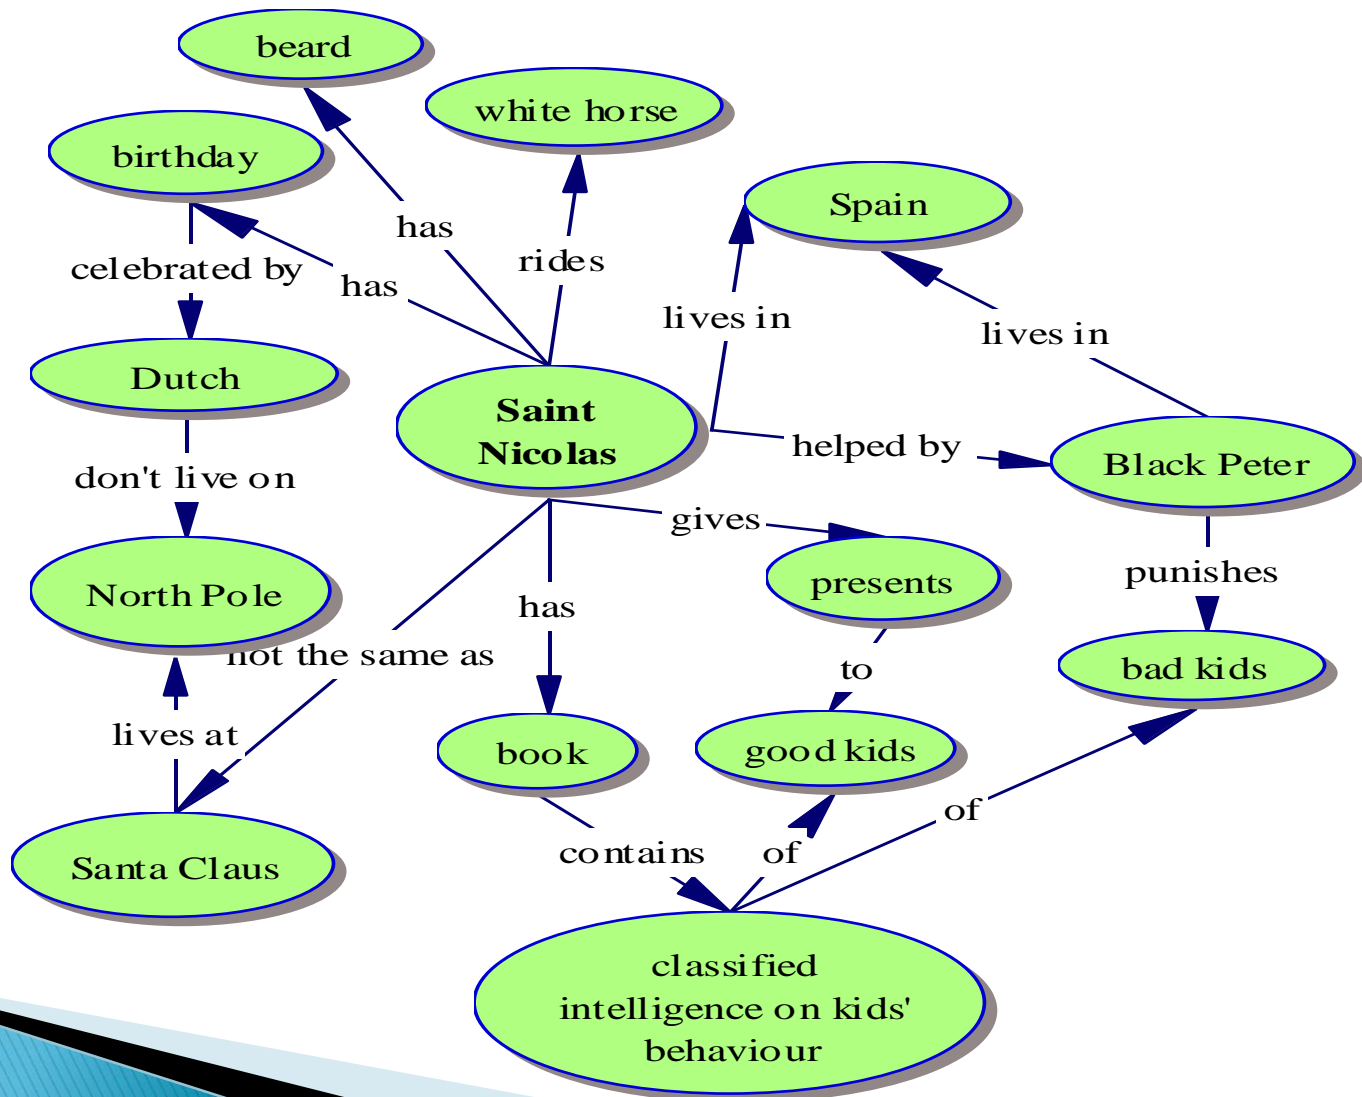 beard
white horse
birthday
Spain
has
celebrated by
has
rides
lives in
lives in
Dutch
Saint
Nicolas
helped by
Black Peter
don't live on
gives
North Pole
has
presents
punishes
not the same as
to
bad kids
lives at
book
good kids
of
contains
of
Santa Claus
classified
intelligence on kids'
behaviour